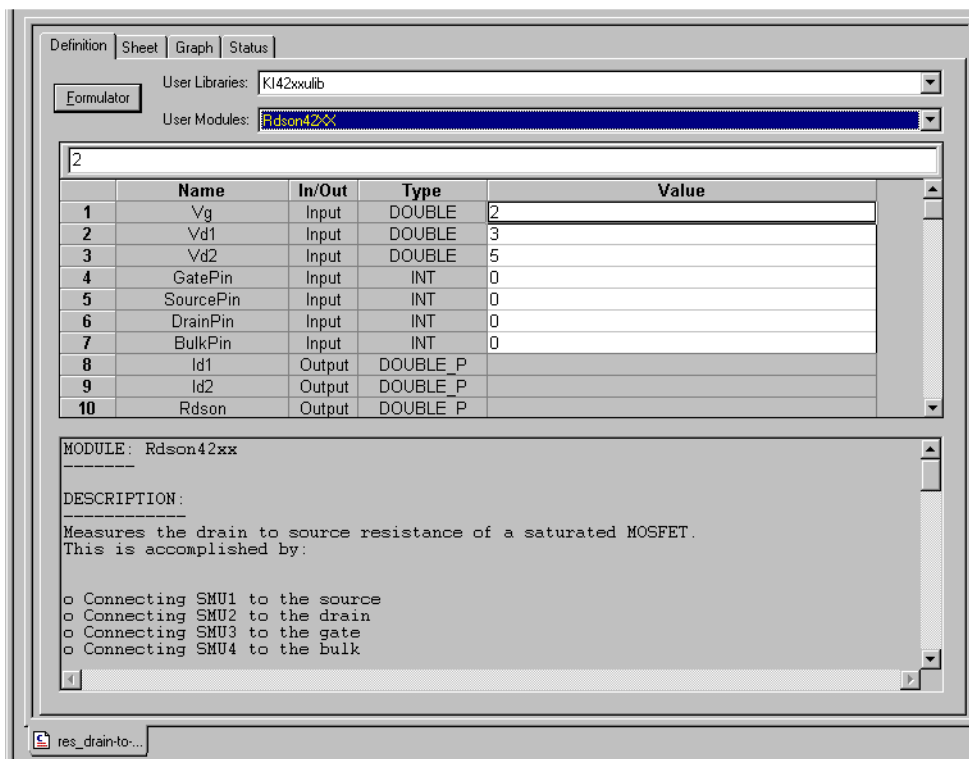 Definition Sheet Graph Status
Formulator
User Libraries: KI42xxulib
User Modules: Rdson42XX
2
Name In/Out Type Value
1 Vg Input DOUBLE 2
2 Vd1 Input DOUBLE 3
3 Vd2 Input DOUBLE 5
4 GatePin Input INT 0
5 SourcePin Input INT 0
6 DrainPin Input INT 0
7 BulkPin Input INT 0
8 Id1 Output DOUBLE_P
9 Id2 Output DOUBLE_P
10 Rdson Output DOUBLE_P
MODULE: Rdson42xx
-------
DESCRIPTION:
------------
Measures the drain to source resistance of a saturated MOSFET.
This is accomplished by:
o Connecting SMU1 to the source
o Connecting SMU2 to the drain
o Connecting SMU3 to the gate
o Connecting SMU4 to the bulk
res_drain-to-...